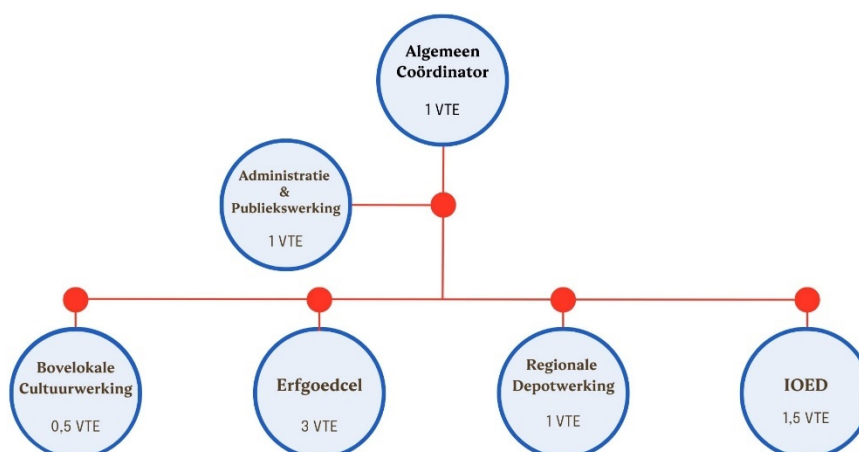 Algemeen
Coördinator
1 VTE
Administratie
&
Publiekswerking
1 VTE
Bovelokale
Cultuurwerking
0,5 VTE
Erfgoedcel
3 VTE
Regionale
Depotwerking
1 VTE
IOED
1,5 VTE